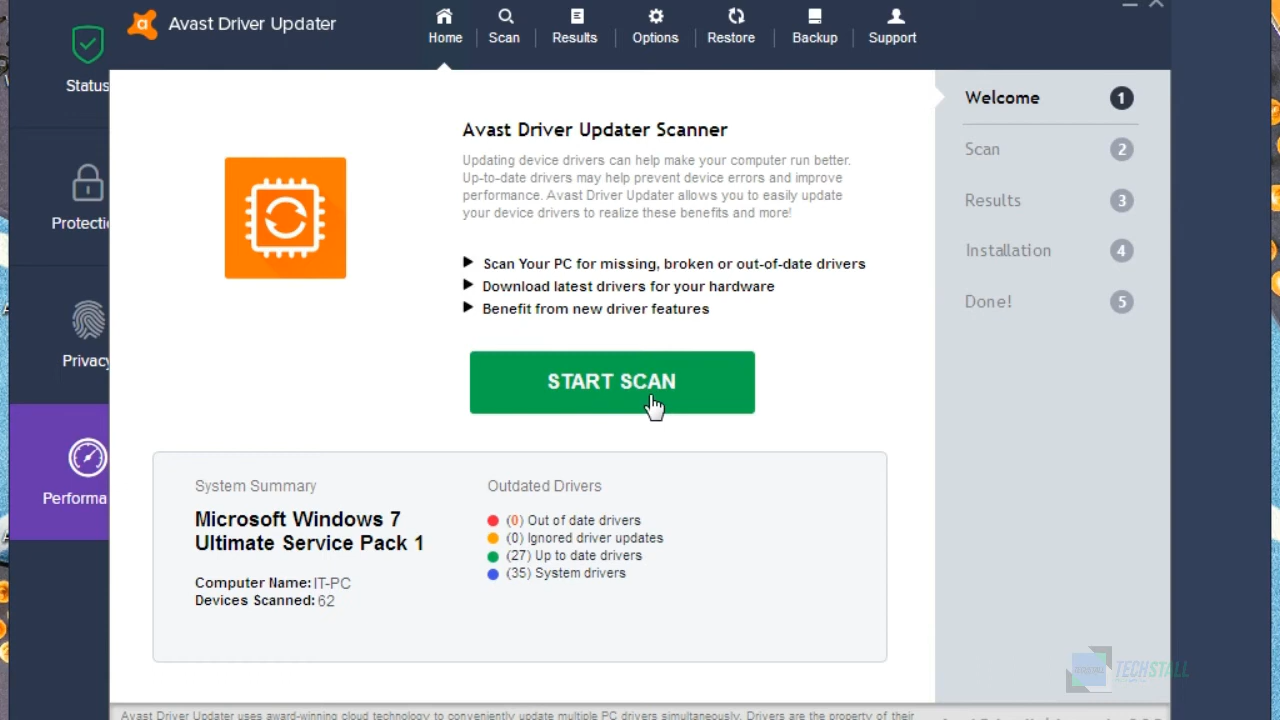 Avast Driver Updater
Home
Scan
Results
Options
Restore
Backup
Support
Status
Protectio
Privacy
Performa
Avast Driver Updater Scanner
Updating device drivers can help make your computer run better.
Up-to-date drivers may help prevent device errors and improve
performance. Avast Driver Updater allows you to easily update
your device drivers to realize these benefits and more!
Scan Your PC for missing, broken or out-of-date drivers
Download latest drivers for your hardware
Benefit from new driver features
START SCAN
System Summary
Microsoft Windows 7
Ultimate Service Pack 1
Computer Name: IT-PC
Devices Scanned: 62
Outdated Drivers
(0) Out of date drivers
(0) Ignored driver updates
(27) Up to date drivers
(35) System drivers
Welcome 1
Scan 2
Results 3
Installation 4
Done! 5
TECHSTALL
Avast Driver Updater uses award-winning cloud technology to conveniently update multiple PC drivers simultaneously. Drivers are the property of their